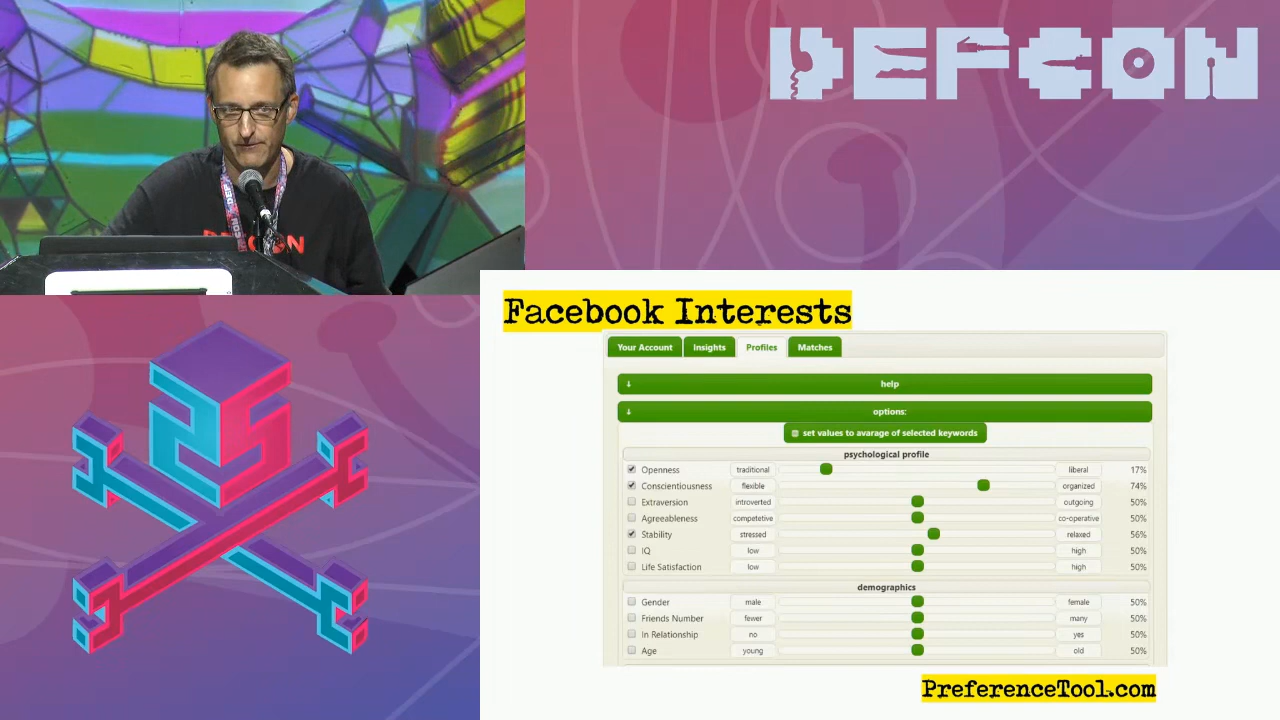 DEFCON
DEFCON
DEF
Facebook Interests
Your Account Insights Profiles Matches
help
options:
set values to avarage of selected keywords
psychological profile
Openness traditional liberal 17%
Conscientiousness flexible organized 74%
Extraversion introverted outgoing 50%
Agreeableness competetive co-operative 50%
Stability stressed relaxed 56%
IQ low high 50%
Life Satisfaction low high 50%
demographics
Gender male female 50%
Friends Number fewer many 50%
In Relationship no yes 50%
Age young old 50%
PreferenceTool.com